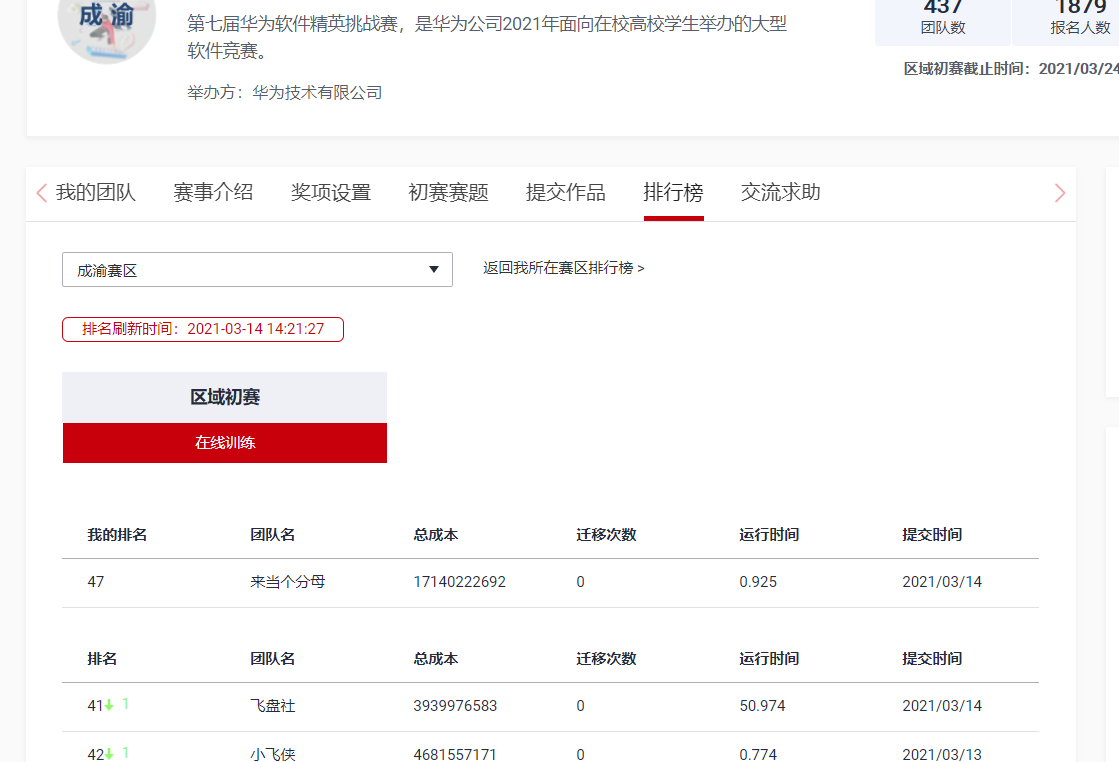 成渝
第七届华为软件精英挑战赛，是华为公司2021年面向在校高校学生举办的大型
软件竞赛。
举办方：华为技术有限公司
437
1879
团队数
报名人数
区域初赛截止时间：2021/03/24
我的团队 赛事介绍 奖项设置 初赛赛题 提交作品 排行榜 交流求助
成渝赛区
返回我所在赛区排行榜 >
排名刷新时间：2021-03-14 14:21:27
区域初赛
在线训练
我的排名 团队名 总成本 迁移次数 运行时间 提交时间
47 来当个分母 17140222692 0 0.925 2021/03/14
排名 团队名 总成本 迁移次数 运行时间 提交时间
41 1 飞盘社 3939976583 0 50.974 2021/03/14
42 1 小飞侠 4681557171 0 0.774 2021/03/13